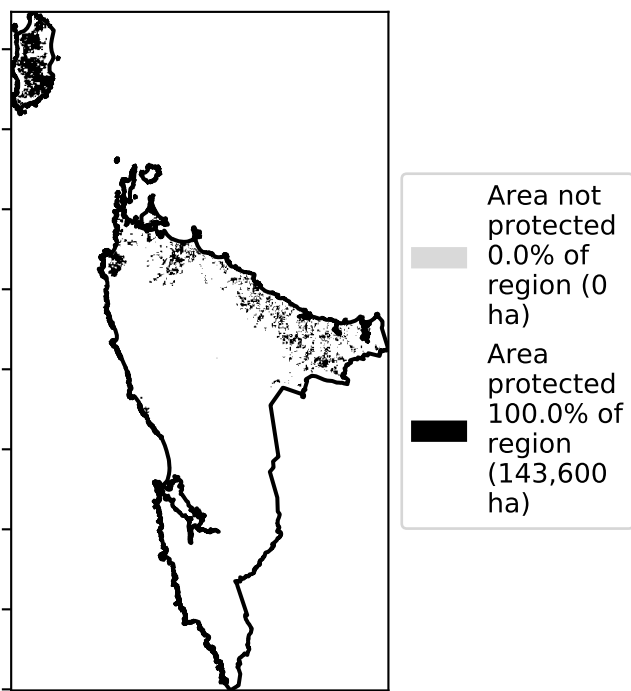 Area not
protected
0.0% of
region (0
ha)
Area
protected
100.0% of
region
(143,600
ha)